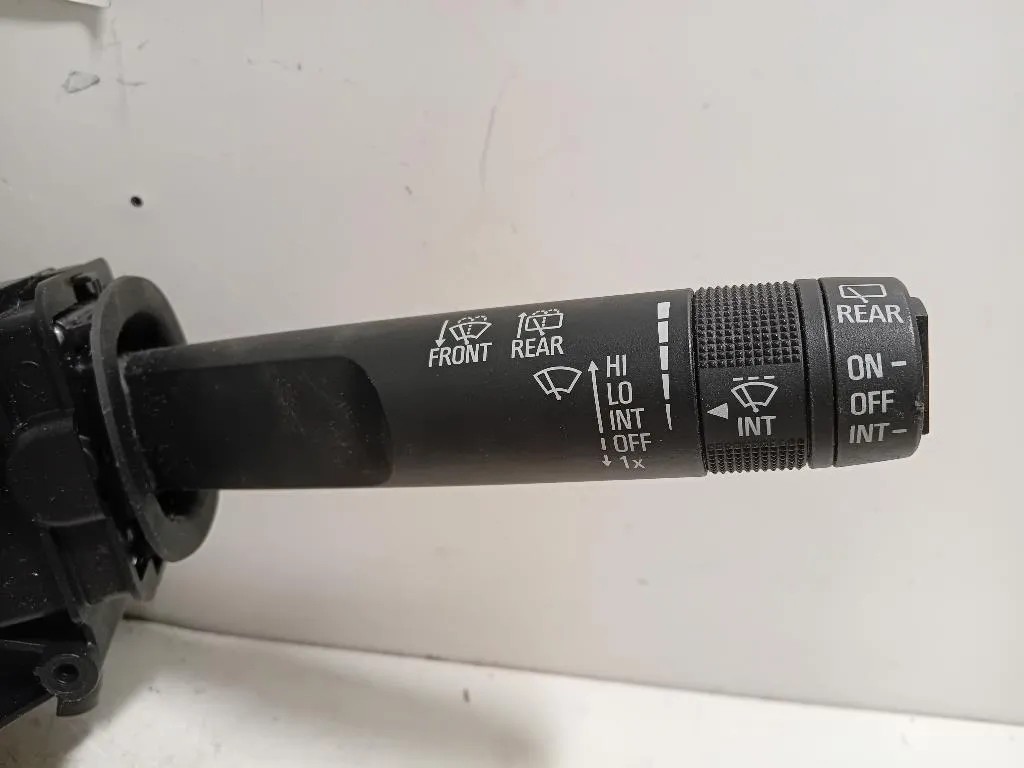 FRONT REAR
HI
LO
INT
OFF
1x
INT
REAR
ON -
OFF
INT -